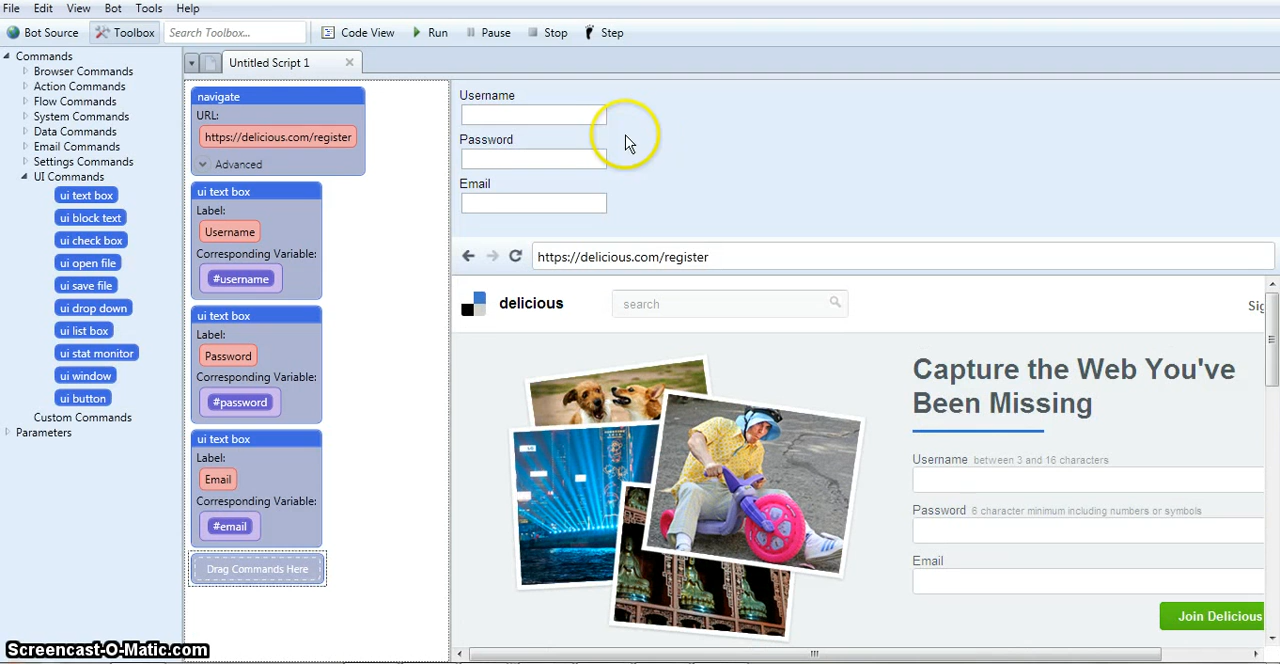 File Edit View Bot Tools Help
Bot Source Toolbox Search Toolbox... Code View Run Pause Stop Step
Commands
Browser Commands
Action Commands
Flow Commands
System Commands
Data Commands
Email Commands
Settings Commands
UI Commands
ui text box
ui block text
ui check box
ui open file
ui save file
ui drop down
ui list box
ui stat monitor
ui window
ui button
Custom Commands
Parameters
Untitled Script 1
navigate
URL:
https://delicious.com/register
Advanced
ui text box
Label:
Username
Corresponding Variable:
#username
ui text box
Label:
Password
Corresponding Variable:
#password
ui text box
Label:
Email
Corresponding Variable:
#email
Drag Commands Here
Username
Password
Email
https://delicious.com/register
delicious
search
Sig
Capture the Web You've
Been Missing
Username between 3 and 16 characters
Password 6 character minimum including numbers or symbols
Email
Join Delicious
Screencast-O-Matic.com